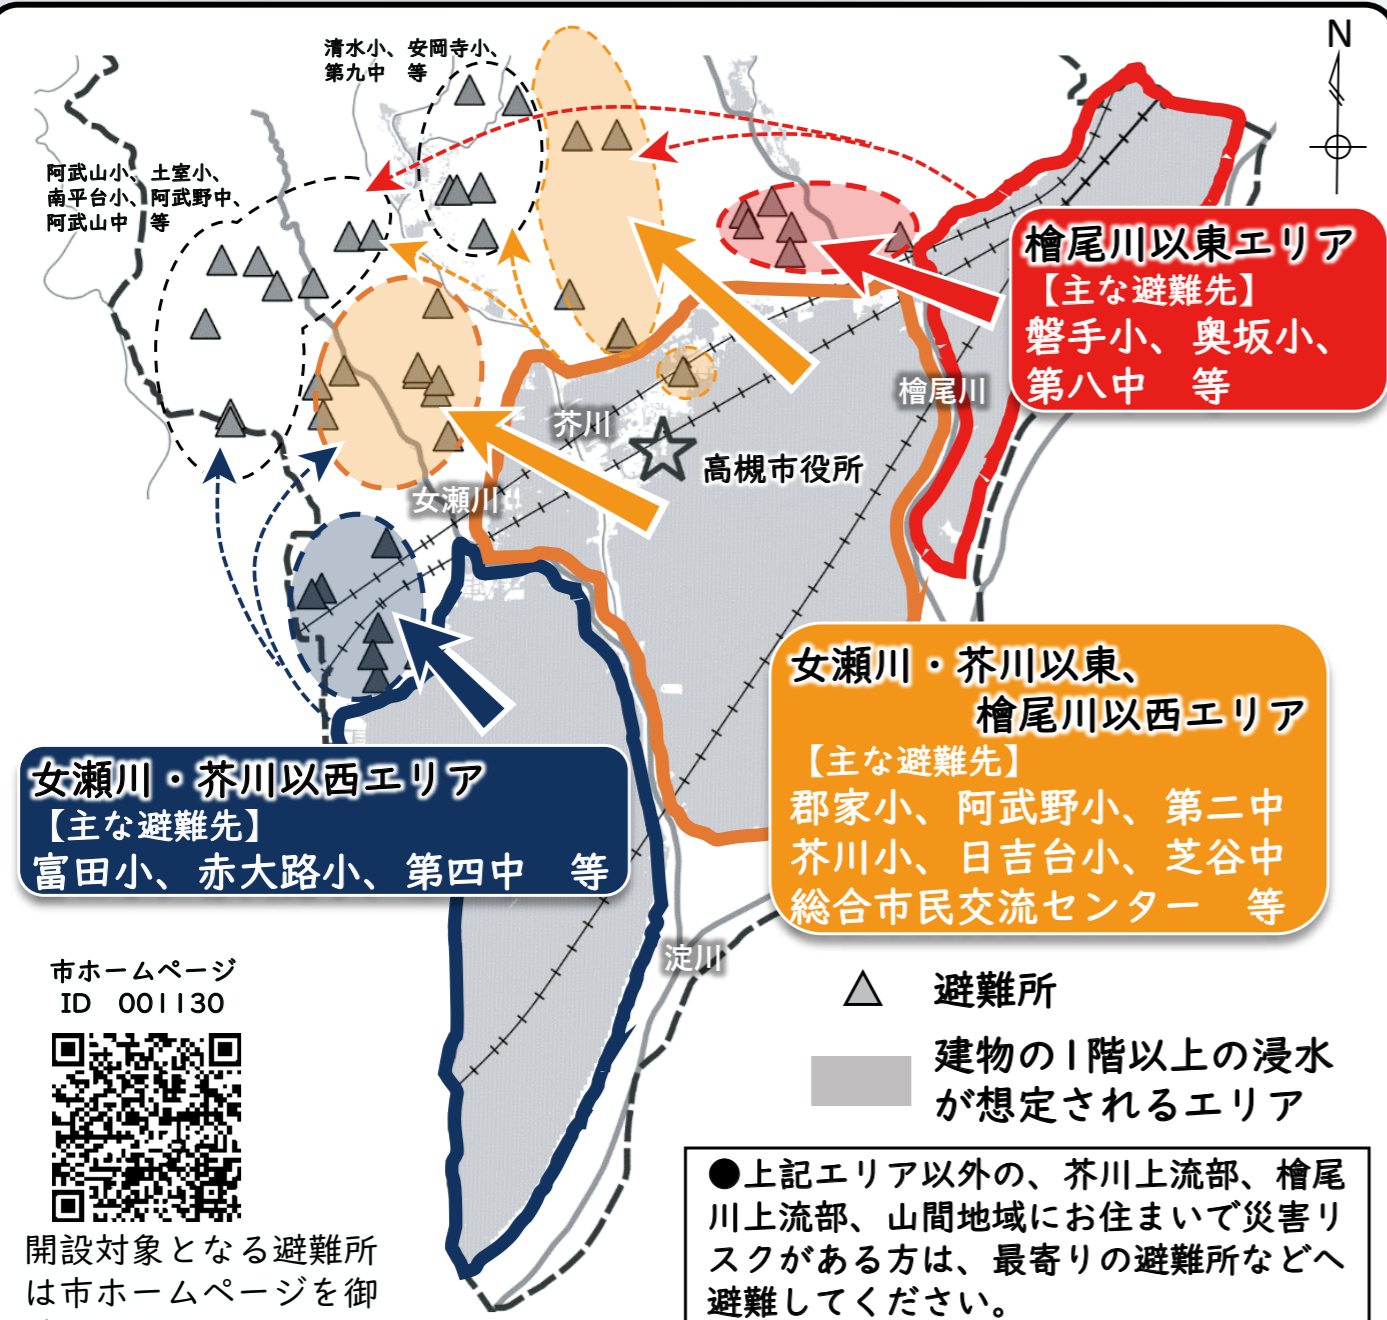 清水小、安岡寺小、
第九中　等
N
阿武山小、土室小、
南平台小、阿武野中、
阿武山中　等
檜尾川以東エリア
【主な避難先】
磐手小、奥坂小、
第八中　等
檜尾川
芥川
高槻市役所
女瀬川
女瀬川・芥川以東、
檜尾川以西エリア
【主な避難先】
郡家小、阿武野小、第二中
芥川小、日吉台小、芝谷中
総合市民交流センター　等
女瀬川・芥川以西エリア
【主な避難先】
富田小、赤大路小、第四中　等
淀川
市ホームページ
ID　001130
避難所
建物の1階以上の浸水
が想定されるエリア
開設対象となる避難所
は市ホームページを御
●上記エリア以外の、芥川上流部、檜尾
川上流部、山間地域にお住まいで災害リ
スクがある方は、最寄りの避難所などへ
避難してください。